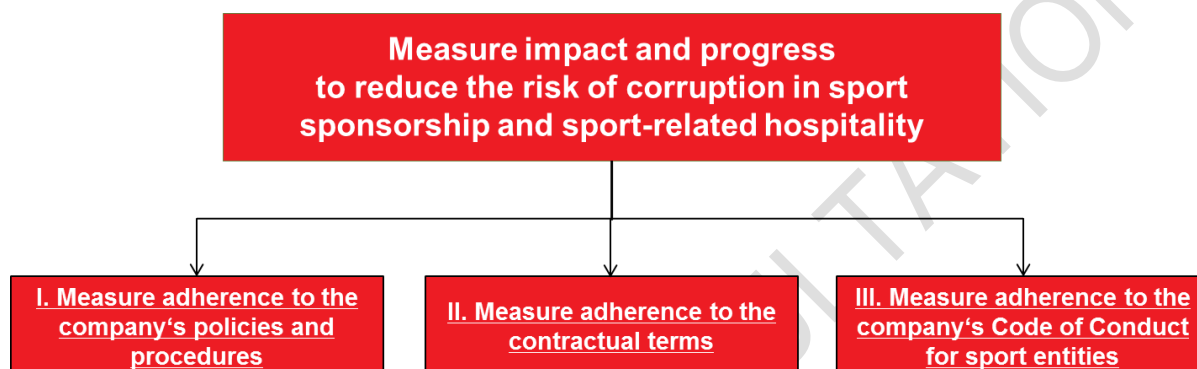 Measure impact and progress
to reduce the risk of corruption in sport
sponsorship and sport-related hospitality
I. Measure adherence to the
company‘s policies and
procedures
II. Measure adherence to the
contractual terms
III. Measure adherence to the
company‘s Code of Conduct
for sport entities